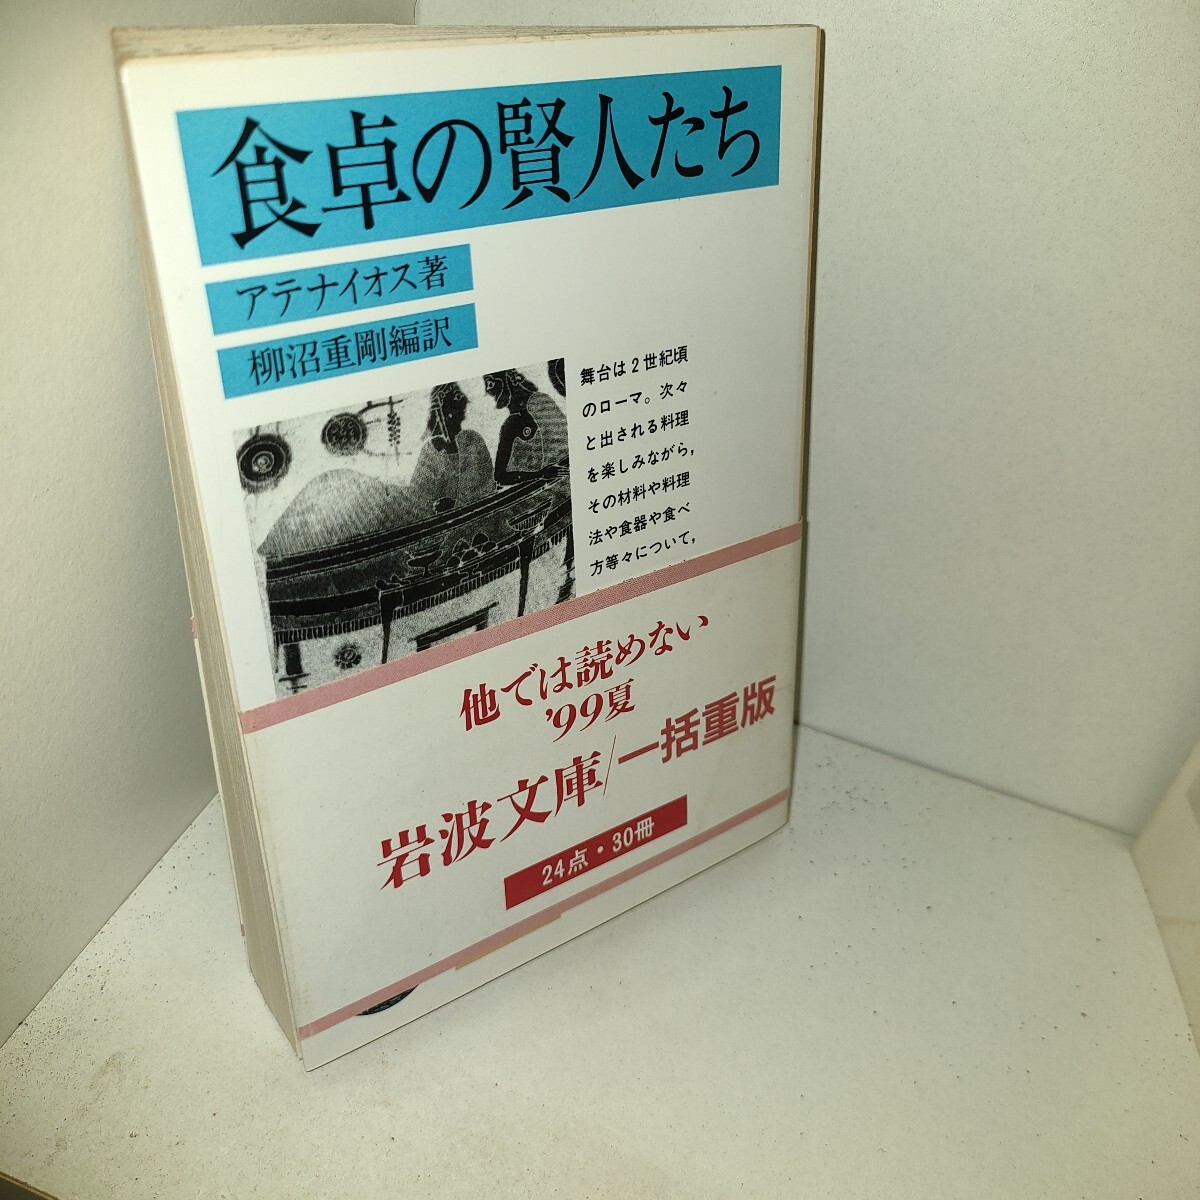 食卓の賢人たち
アテナイオス著
柳沼重剛編訳
舞台は2世紀頃
のローマ。次々
と出される料理
を楽しみながら,
その材料や料理
法や食器や食べ
方等々について,
他では読めない
'99夏
岩波文庫/一括重版
24点・30冊